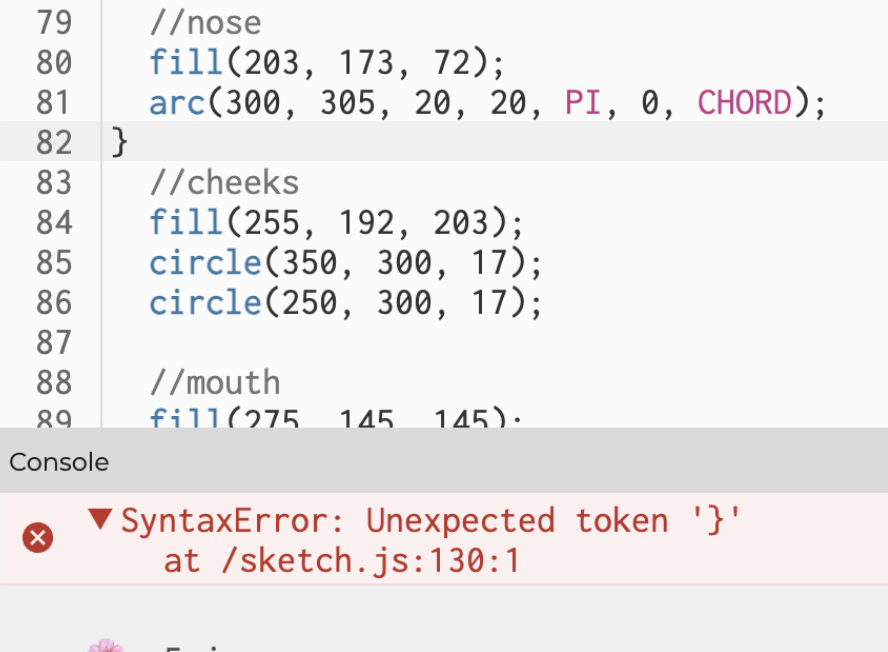 79 //nose
80 fill(203, 173, 72);
81 arc(300, 305, 20, 20, PI, 0, CHORD);
82 }
83 //cheeks
84 fill(255, 192, 203);
85 circle(350, 300, 17);
86 circle(250, 300, 17);
87
88 //mouth
89 fill(275, 145, 145);
Console
▼SyntaxError: Unexpected token '}'
at /sketch.js:130:1